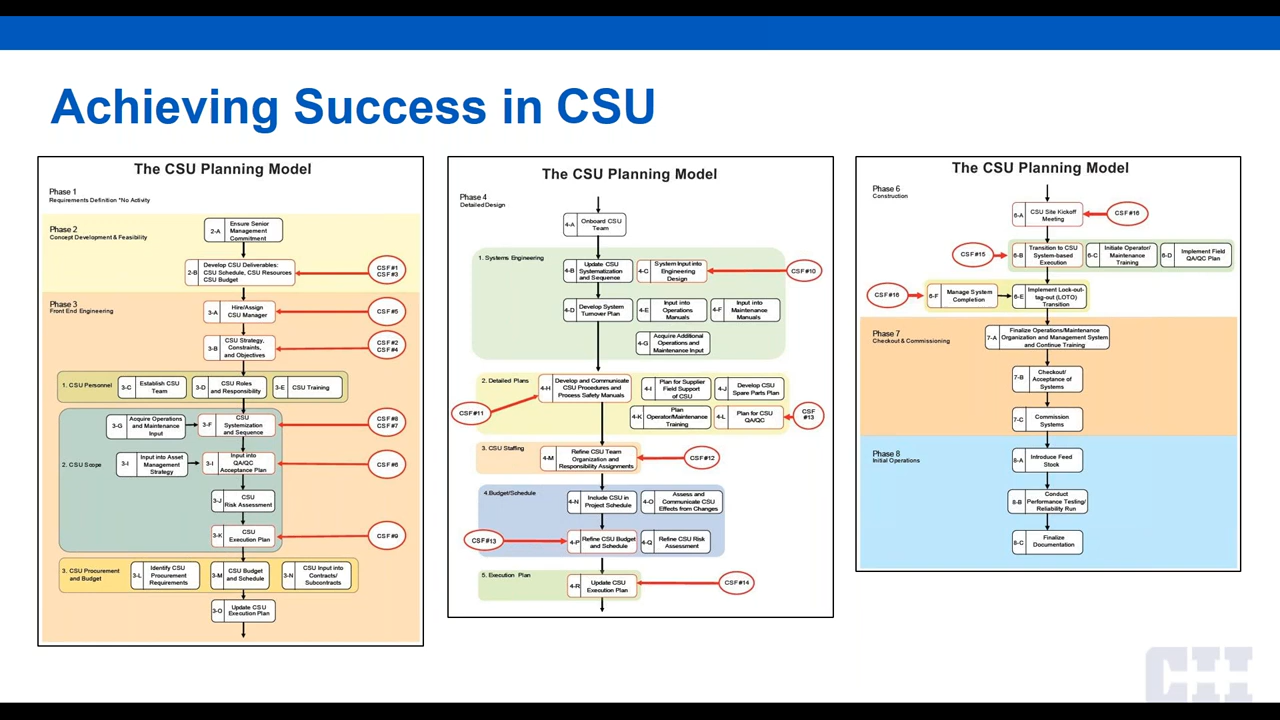 Achieving Success in CSU
The CSU Planning Model
Phase 1
Requirements Definition *No Activity
Phase 2
Concept Development & Feasibility
2-A
Ensure Senior
Management
Commitment
2-B
Develop CSU Deliverables:
CSU Schedule, CSU Resources
CSU Budget
CSF#1
CSF#3
Phase 3
Front End Engineering
3-A
Hire/Assign
CSU Manager
CSF#5
3-B
CSU Strategy,
Constraints,
and Objectives
CSF#2
CSF#4
1. CSU Personnel
3-C
Establish CSU
Team
3-D
CSU Roles
and Responsibility
3-E
CSU Training
3-G
Acquire Operations
and Maintenance
Input
3-F
CSU
Systemization
and Sequence
CSF#6
CSF#7
2. CSU Scope
3-I
Input into Asset
Management
Strategy
3-I
Input into
QA/QC
Acceptance Plan
CSF#8
3-J
CSU
Risk Assessment
3-K
CSU
Execution Plan
CSF#9
3. CSU Procurement
and Budget
3-L
Identify CSU
Procurement
Requirements
3-M
CSU Budget
and Schedule
3-N
CSU Input into
Contracts/
Subcontracts
3-O
Update CSU
Execution Plan
The CSU Planning Model
Phase 4
Detailed Design
4-A
Onboard CSU
Team
1. Systems Engineering
4-B
Update CSU
Systematization
and Sequence
4-C
System Input into
Engineering
Design
CSF#10
4-D
Develop System
Turnover Plan
4-E
Input into
Operations
Manuals
4-F
Input into
Maintenance
Manuals
4-G
Acquire Additional
Operations and
Maintenance Input
2. Detailed Plans
4-H
Develop and Communicate
CSU Procedures and
Process Safety Manuals
4-I
Plan for Supplier
Field Support
of CSU
4-J
Develop CSU
Spare Parts Plan
CSF#11
4-K
Plan
Operator/Maintenance
Training
4-L
Plan for CSU
QA/QC
CSF
#13
3. CSU Staffing
4-M
Refine CSU Team
Organization and
Responsibility Assignments
CSF#12
4.Budget/Schedule
4-N
Include CSU in
Project Schedule
4-O
Assess and
Communicate CSU
Effects from Changes
CSF#13
4-P
Refine CSU Budget
and Schedule
4-Q
Refine CSU Risk
Assessment
5. Execution Plan
4-R
Update CSU
Execution Plan
CSF#14
The CSU Planning Model
Phase 6
Construction
6-A
CSU Site Kickoff
Meeting
CSF#16
CSF#15
6-B
Transition to CSU
System-based
Execution
6-C
Initiate Operator/
Maintenance
Training
6-D
Implement Field
QA/QC Plan
CSF#16
6-F
Manage System
Completion
6-E
Implement Lock-out-
tag-out (LOTO)
Transition
Phase 7
Checkout & Commissioning
7-A
Finalize Operations/Maintenance
Organization and Management System
and Continue Training
7-B
Checkout/
Acceptance of
Systems
7-C
Commission
Systems
Phase 8
Initial Operations
8-A
Introduce Feed
Stock
8-B
Conduct
Performance Testing/
Reliability Run
8-C
Finalize
Documentation
CII